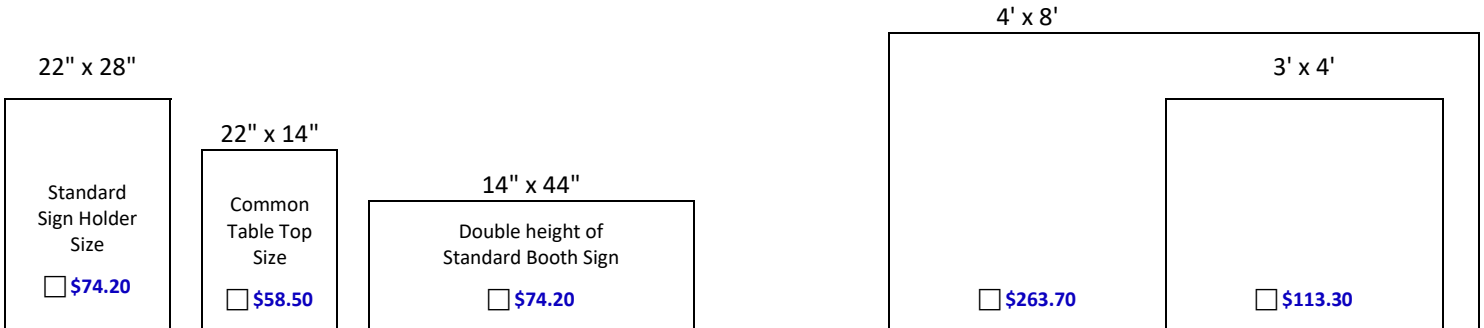 4' x 8'
22" x 28"
3' x 4'
22" x 14"
14" x 44"
Standard
Sign Holder
Size
$74.20
Common
Table Top
Size
$58.50
Double height of
Standard Booth Sign
$74.20
$263.70
$113.30